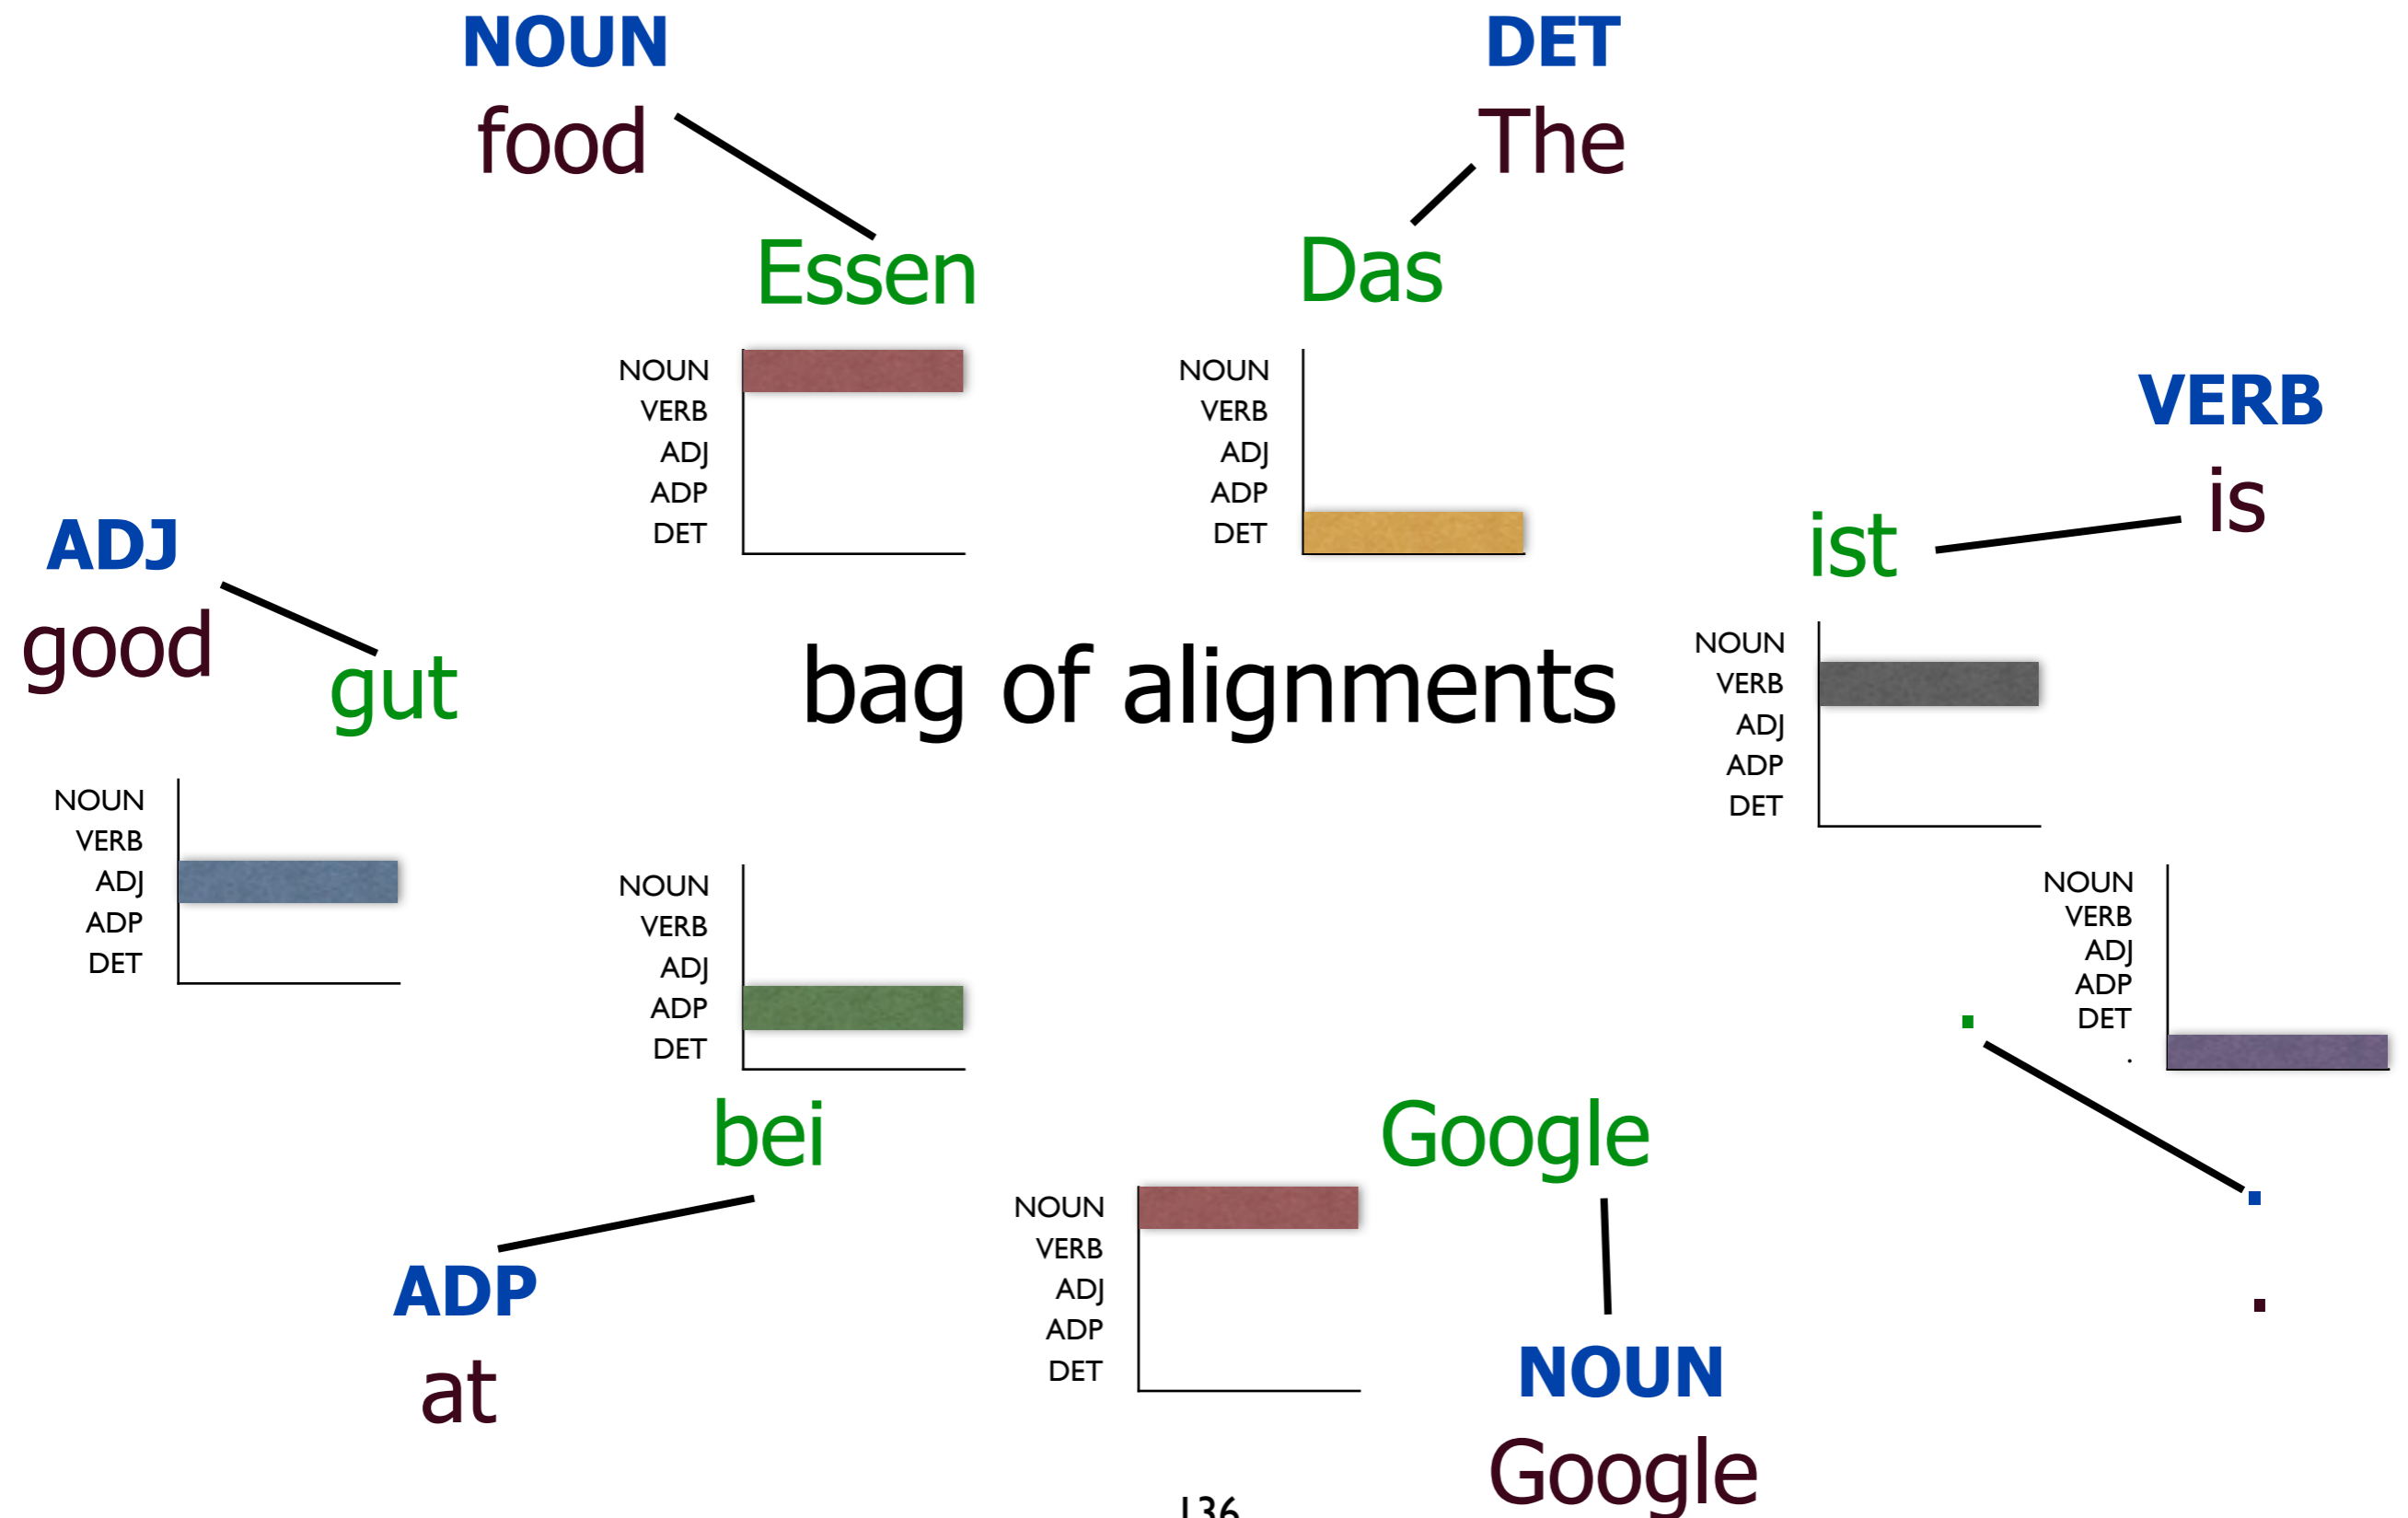 NOUN
food
DET
The
Essen
Das
NOUN
VERB
ADJ
ADP
DET
NOUN
VERB
ADJ
ADP
DET
VERB
is
ist
ADJ
good
gut
bag of alignments
NOUN
VERB
ADJ
ADP
DET
NOUN
VERB
ADJ
ADP
DET
NOUN
VERB
ADJ
ADP
DET
NOUN
VERB
ADJ
ADP
DET
.
.
.
.
bei
Google
ADP
at
NOUN
VERB
ADJ
ADP
DET
NOUN
Google
136